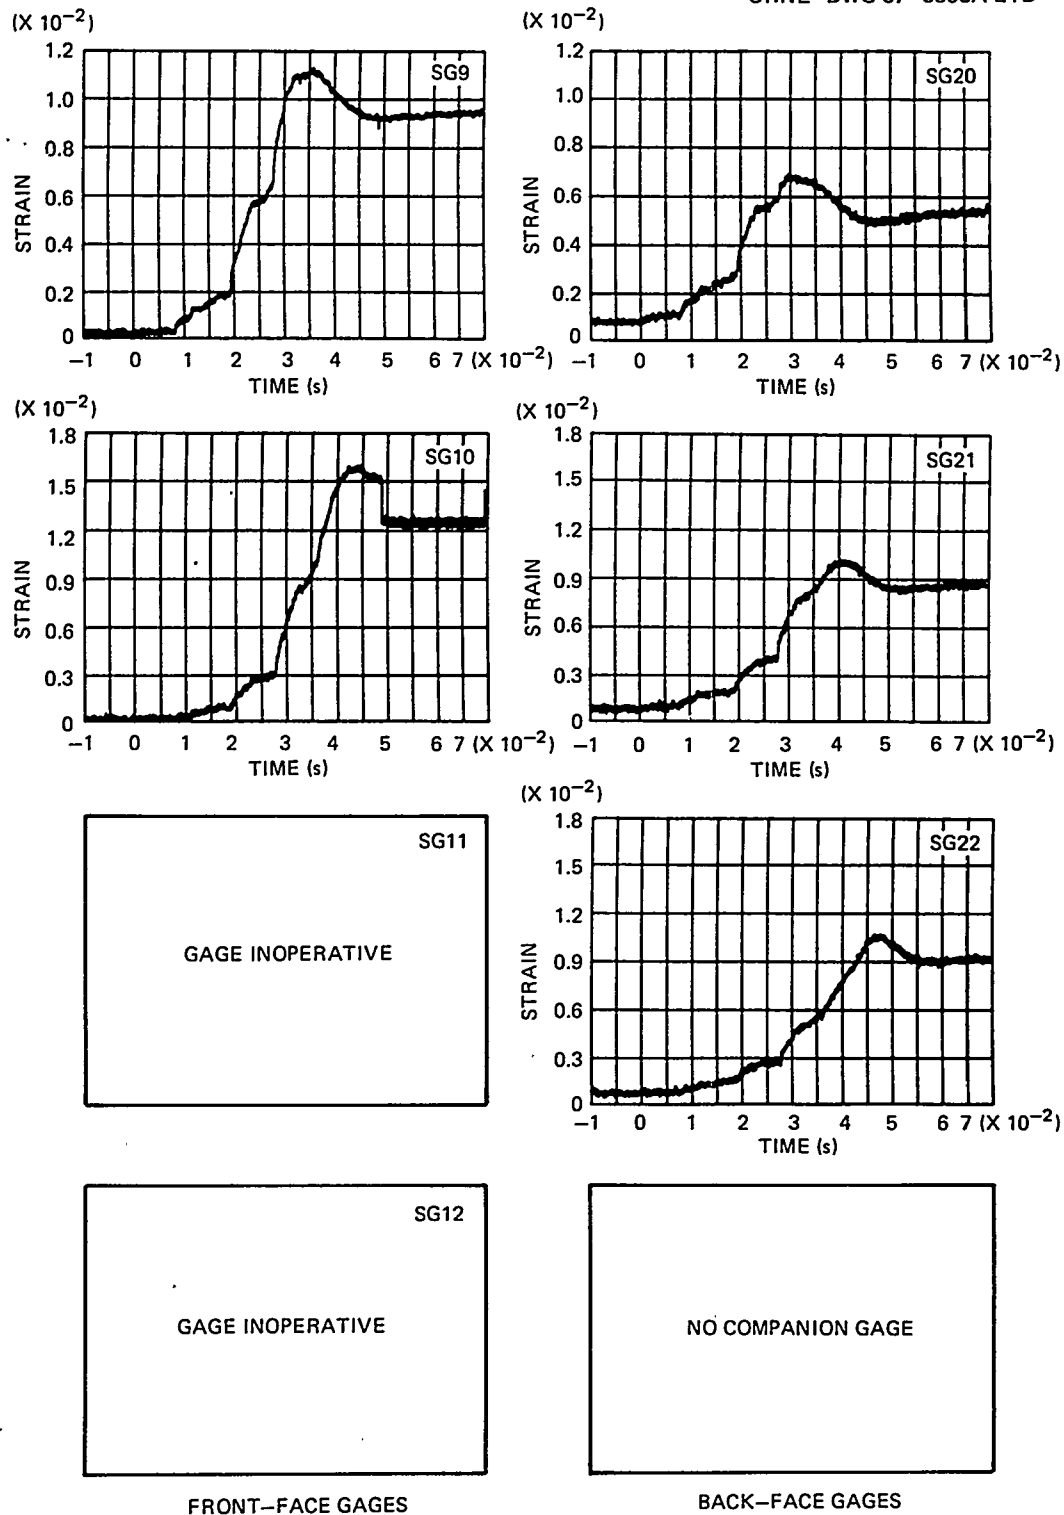 (X 10⁻²)
1.2
1.0
0.8
0.6
0.4
0.2
0
STRAIN
SG9
−1 0 1 2 3 4 5 6 7 (X 10⁻²)
TIME (s)
(X 10⁻²)
1.2
1.0
0.8
0.6
0.4
0.2
0
STRAIN
SG20
−1 0 1 2 3 4 5 6 7 (X 10⁻²)
TIME (s)
(X 10⁻²)
1.8
1.5
1.2
0.9
0.6
0.3
0
STRAIN
SG10
−1 0 1 2 3 4 5 6 7 (X 10⁻²)
TIME (s)
(X 10⁻²)
1.8
1.5
1.2
0.9
0.6
0.3
0
STRAIN
SG21
−1 0 1 2 3 4 5 6 7 (X 10⁻²)
TIME (s)
SG11
GAGE INOPERATIVE
(X 10⁻²)
1.8
1.5
1.2
0.9
0.6
0.3
0
STRAIN
SG22
−1 0 1 2 3 4 5 6 7 (X 10⁻²)
TIME (s)
SG12
GAGE INOPERATIVE
NO COMPANION GAGE
FRONT−FACE GAGES
BACK−FACE GAGES